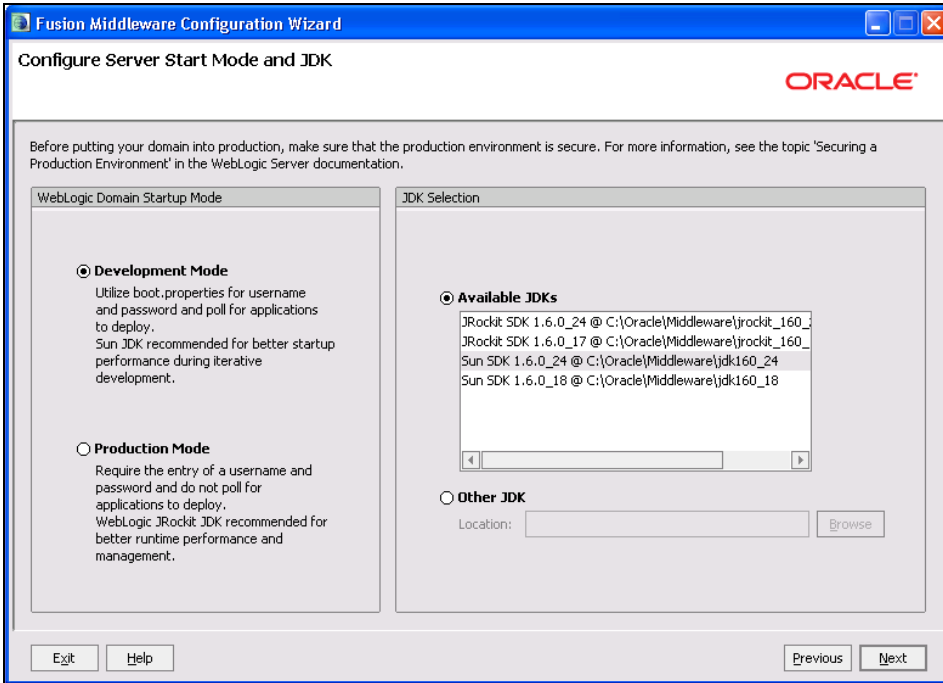 Fusion Middleware Configuration Wizard
Configure Server Start Mode and JDK
ORACLE
Before putting your domain into production, make sure that the production environment is secure. For more information, see the topic 'Securing a
Production Environment' in the WebLogic Server documentation.
WebLogic Domain Startup Mode
Development Mode
Utilize boot.properties for username
and password and poll for applications
to deploy.
Sun JDK recommended for better startup
performance during iterative
development.
Production Mode
Require the entry of a username and
password and do not poll for
applications to deploy.
WebLogic JRockit JDK recommended for
better runtime performance and
management.
JDK Selection
Available JDKs
JRockit SDK 1.6.0_24 @ C:\Oracle\Middleware\jrockit_160_
JRockit SDK 1.6.0_17 @ C:\Oracle\Middleware\jrockit_160_
Sun SDK 1.6.0_24 @ C:\Oracle\Middleware\jdk160_24
Sun SDK 1.6.0_18 @ C:\Oracle\Middleware\jdk160_18
Other JDK
Location:
Browse
Exit
Help
Previous
Next